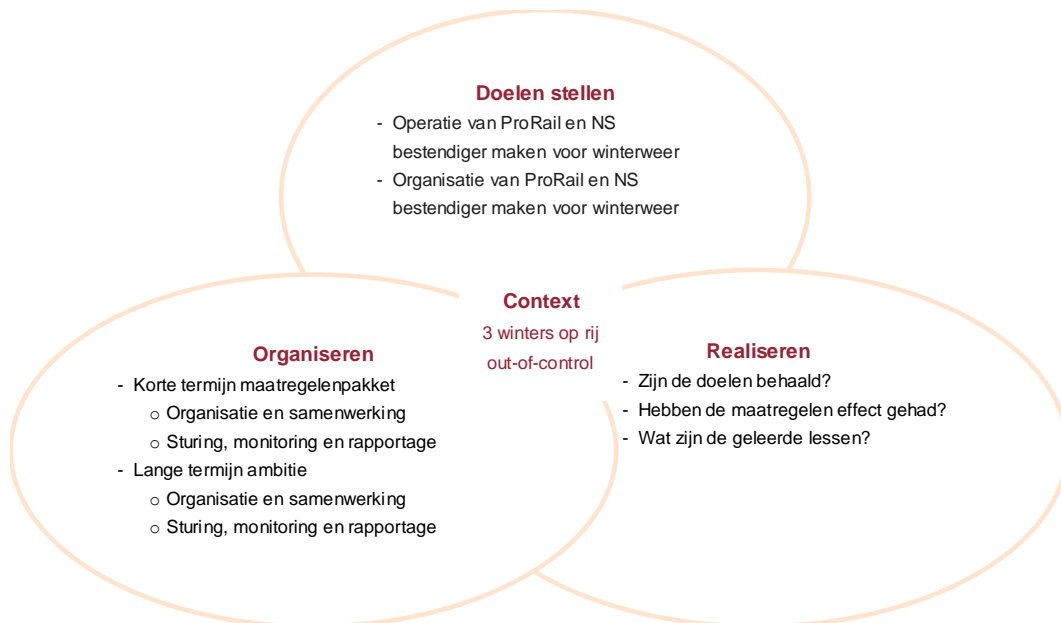 Doelen stellen
- Operatie van ProRail en NS
bestendiger maken voor winterweer
- Organisatie van ProRail en NS
bestendiger maken voor winterweer
Context
3 winters op rij
out-of-control
Organiseren
- Korte termijn maatregelenpakket
o Organisatie en samenwerking
o Sturing, monitoring en rapportage
- Lange termijn ambitie
o Organisatie en samenwerking
o Sturing, monitoring en rapportage
Realiseren
- Zijn de doelen behaald?
- Hebben de maatregelen effect gehad?
- Wat zijn de geleerde lessen?